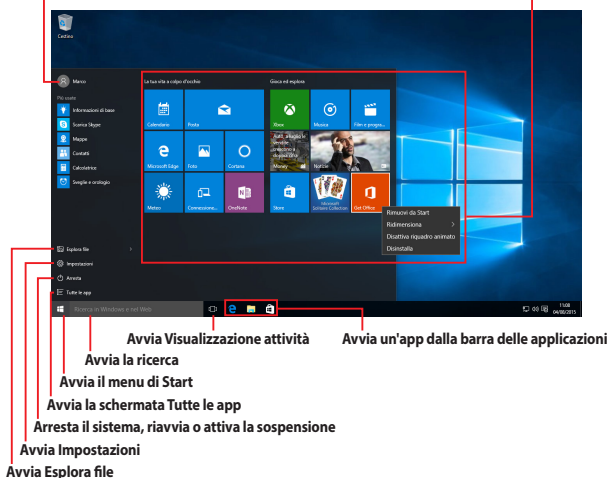 Cestino
Marco
Più usate
Informazioni di base
Scarica Skype
Mappe
Contatti
Calcolatrice
Sveglie e orologio
Esplora file
Impostazioni
Arresta
Tutte le app
La tua vita a colpo d'occhio
Calendario
Posta
Microsoft Edge
Foto
Cortana
Meteo
Connessione...
OneNote
Gioca ed esplora
Xbox
Musica
Film e progra...
Money
Notizie
Store
Microsoft
Solitaire Collection
Get Office
Rimuovi da Start
Ridimensiona
Disattiva riquadro animato
Disinstalla
Ricerca in Windows e nel Web
11:08
04/08/2015
Avvia Visualizzazione attività
Avvia un'app dalla barra delle applicazioni
Avvia la ricerca
Avvia il menu di Start
Avvia la schermata Tutte le app
Arresta il sistema, riavvia o attiva la sospensione
Avvia Impostazioni
Avvia Esplora file